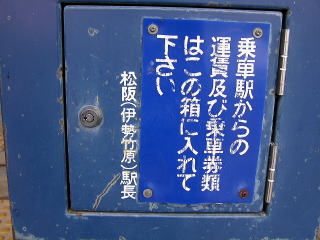 乗車駅からの
運賃及び乗車券類
はこの箱に入れて
下さい
松阪(伊勢竹原)駅長